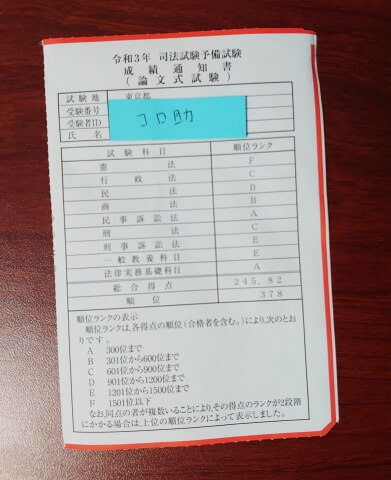 令和3年 司法試験予備試験
成績通知書
(論文式試験)
試験地 東京都
受験番号
受験者ID
氏名
コロ助
試験科目 順位ランク
憲法 F
行政法 C
民法 B
商法 B
民事訴訟法 A
刑法 C
刑事訴訟法 E
一般教養科目 E
法律実務基礎科目 A
総合得点 245.82
順位 378
順位ランクの表示
順位ランクは、各得点の順位(合格者を含む。)により、次のとお
りです。
A 300位まで
B 301位から600位まで
C 601位から900位まで
D 901位から1200位まで
E 1201位から1500位まで
F 1501位以下
なお、同点の者が複数いることにより、その得点のランクが2段階
にかかる場合は、上位の順位ランクによって表示しました。